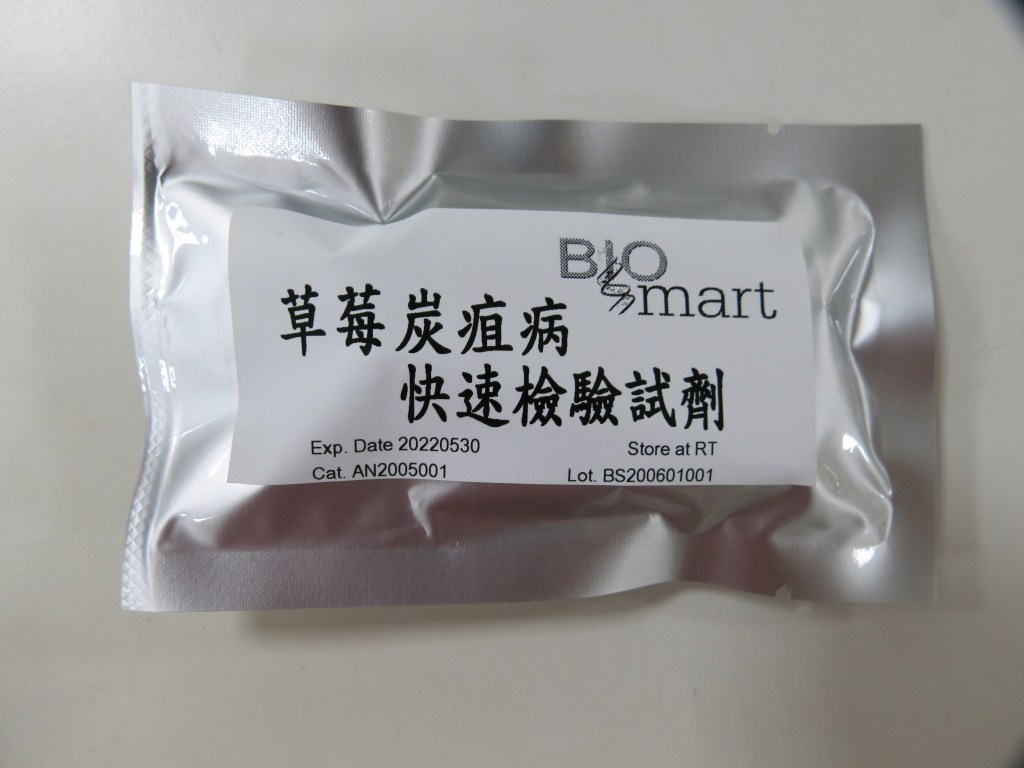 BIO
Smart
草莓炭疽病
快速檢驗試劑
Exp. Date 20220530
Store at RT
Cat. AN2005001
Lot. BS200601001